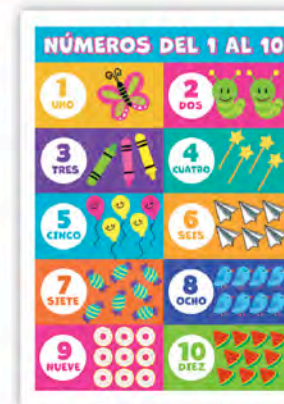 NÚMEROS DEL 1 AL 10
1
UNO
2
DOS
3
TRES
4
CUATRO
5
CINCO
6
SEIS
7
SIETE
8
OCHO
9
NUEVE
10
DIEZ